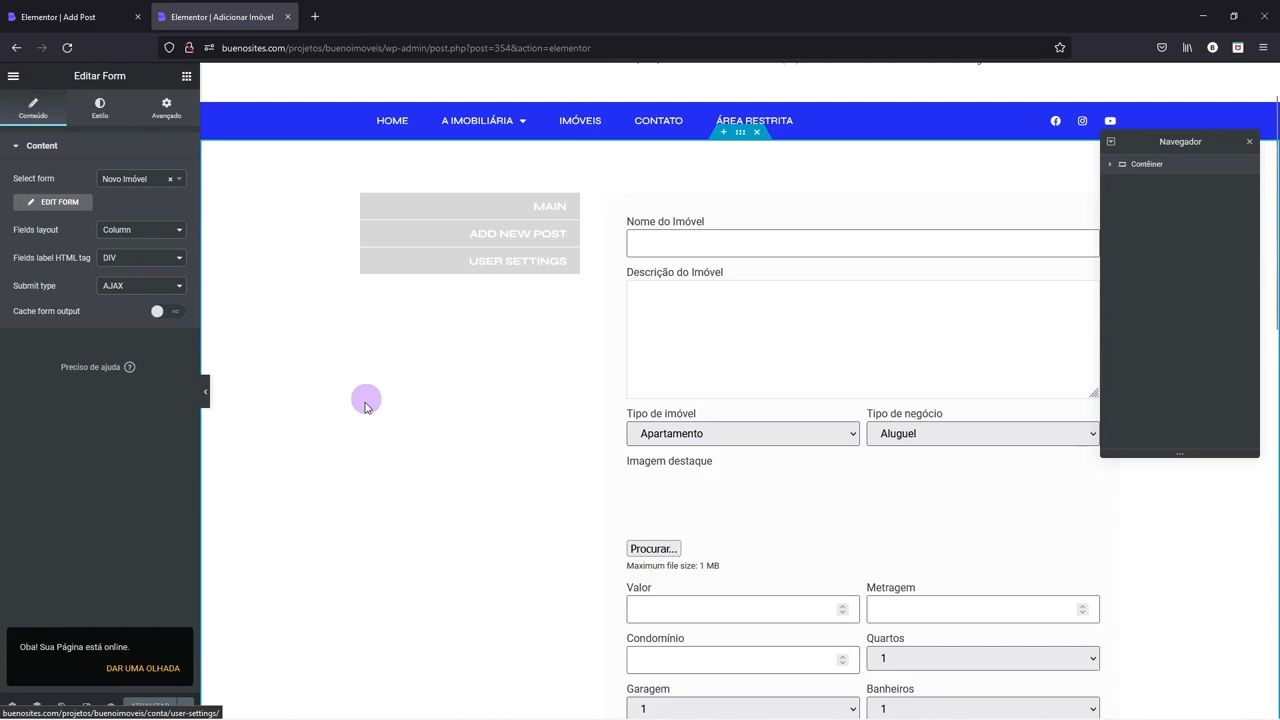 Elementor | Add Post
Elementor | Adicionar Imóvel
buenosites.com/projetos/buenoimoveis/wp-admin/post.php?post=354&action=elementor
Editar Form
Conteúdo
Estilo
Avançado
Content
Select form
Novo Imóvel
EDIT FORM
Fields layout
Column
Fields label HTML tag
DIV
Submit type
AJAX
Cache form output
NO
Preciso de ajuda ?
Oba! Sua Página está online.
DAR UMA OLHADA
buenosites.com/projetos/buenoimoveis/conta/user-settings/
HOME
A IMOBILIÁRIA
IMÓVEIS
CONTATO
ÁREA RESTRITA
MAIN
ADD NEW POST
USER SETTINGS
Nome do Imóvel
Descrição do Imóvel
Tipo de imóvel
Tipo de negócio
Apartamento
Aluguel
Imagem destaque
Procurar...
Maximum file size: 1 MB
Valor
Metragem
Condomínio
Quartos
1
Garagem
Banheiros
1
1
Navegador
Contêiner